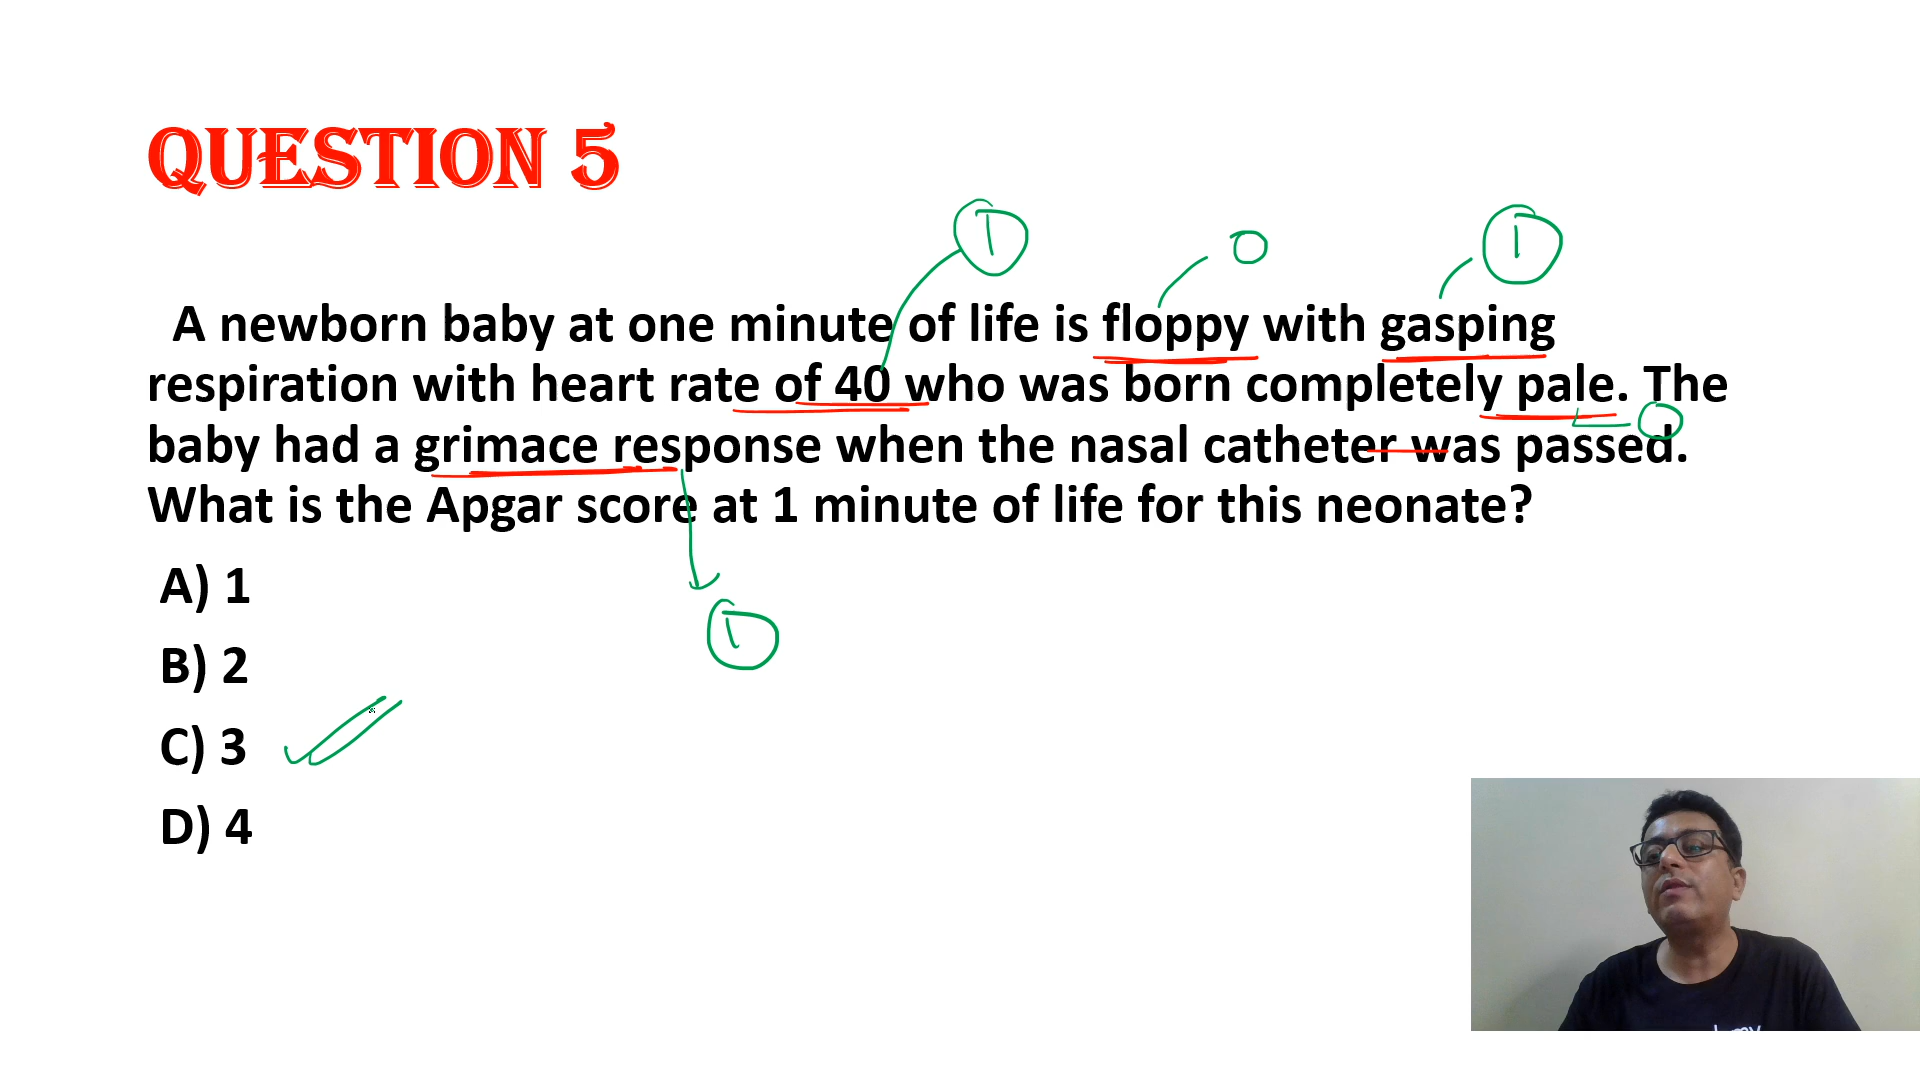 QUESTION 5
1 0 1
A newborn baby at one minute of life is floppy with gasping
respiration with heart rate of 40 who was born completely pale. The
0
baby had a grimace response when the nasal catheter was passed.
What is the Apgar score at 1 minute of life for this neonate?
A) 1
1
B) 2
C) 3
D) 4